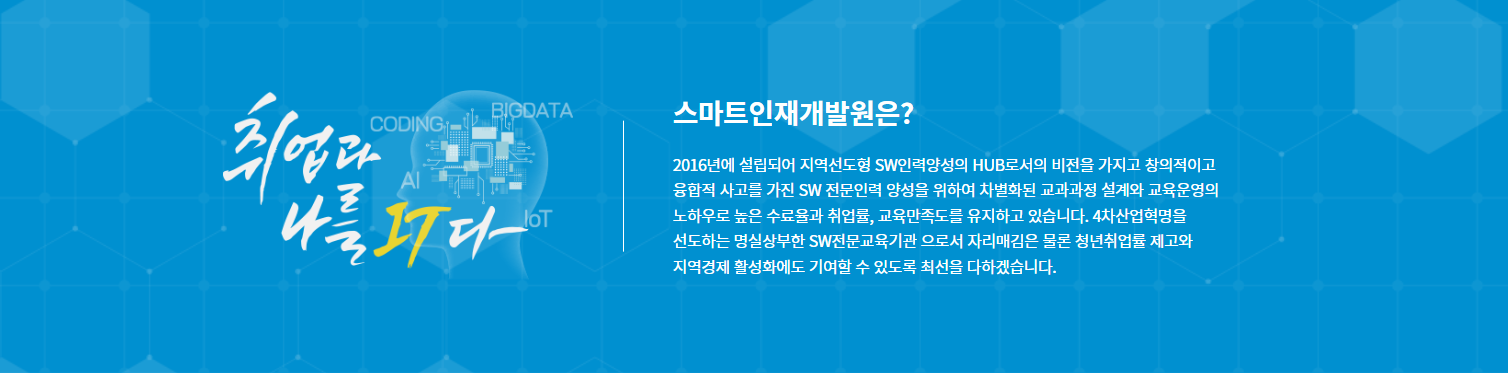 취업과
나를 IT다
CODING
BIGDATA
AI
IoT
스마트인재개발원은?
2016년에 설립되어 지역선도형 SW인력양성의 HUB로서의 비전을 가지고 창의적이고
융합적 사고를 가진 SW 전문인력 양성을 위하여 차별화된 교과과정 설계와 교육운영의
노하우로 높은 수료율과 취업률, 교육만족도를 유지하고 있습니다. 4차산업혁명을
선도하는 명실상부한 SW전문교육기관 으로서 자리매김은 물론 청년취업률 제고와
지역경제 활성화에도 기여할 수 있도록 최선을 다하겠습니다.